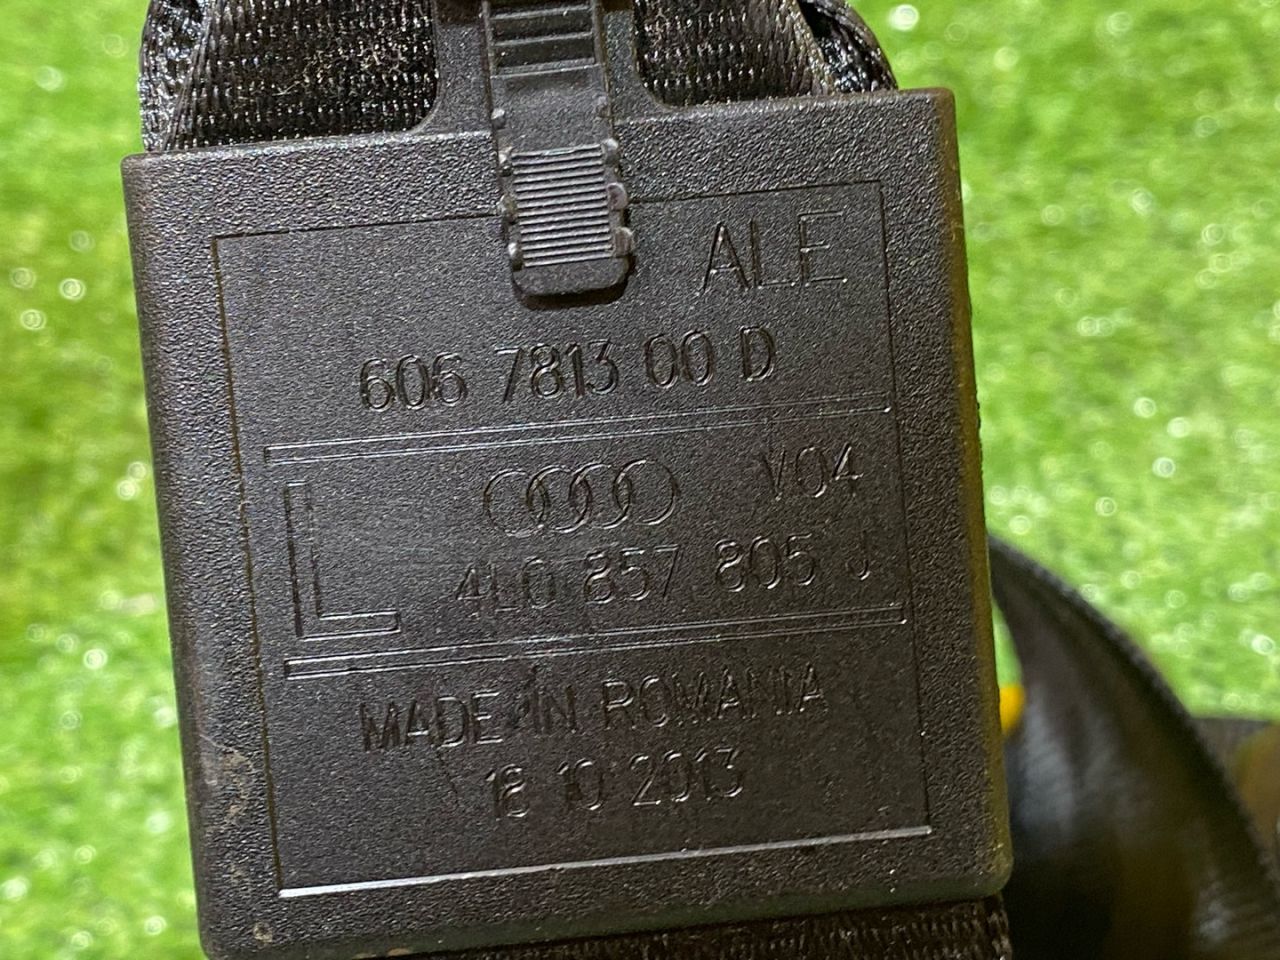 ALE
606 7813 00 D
V04
L 4L0 857 805 J
MADE IN ROMANIA
18 10 2013